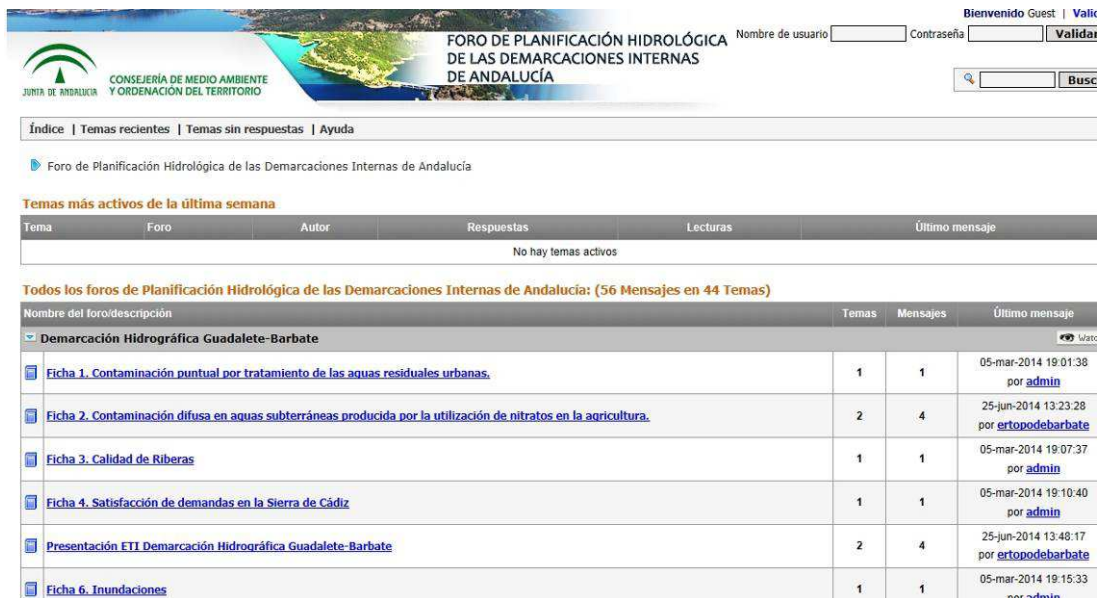 Bienvenido Guest | Valid
FORO DE PLANIFICACIÓN HIDROLÓGICA
DE LAS DEMARCACIONES INTERNAS
DE ANDALUCÍA
Nombre de usuario Contraseña Validar
JUNTA DE ANDALUCIA
CONSEJERÍA DE MEDIO AMBIENTE
Y ORDENACIÓN DEL TERRITORIO
Busc
Índice | Temas recientes | Temas sin respuestas | Ayuda
Foro de Planificación Hidrológica de las Demarcaciones Internas de Andalucía
Temas más activos de la última semana
Tema Foro Autor Respuestas Lecturas Último mensaje
No hay temas activos
Todos los foros de Planificación Hidrológica de las Demarcaciones Internas de Andalucía: (56 Mensajes en 44 Temas)
Nombre del foro/descripción Temas Mensajes Último mensaje
Demarcación Hidrográfica Guadalete-Barbate Watc
Ficha 1. Contaminación puntual por tratamiento de las aguas residuales urbanas. 1 1 05-mar-2014 19:01:38
por admin
Ficha 2. Contaminación difusa en aguas subterráneas producida por la utilización de nitratos en la agricultura. 2 4 25-jun-2014 13:23:28
por ertopodebarbate
Ficha 3. Calidad de Riberas 1 1 05-mar-2014 19:07:37
por admin
Ficha 4. Satisfacción de demandas en la Sierra de Cádiz 1 1 05-mar-2014 19:10:40
por admin
Presentación ETI Demarcación Hidrográfica Guadalete-Barbate 2 4 25-jun-2014 13:48:17
por ertopodebarbate
Ficha 6. Inundaciones 1 1 05-mar-2014 19:15:33
por admin